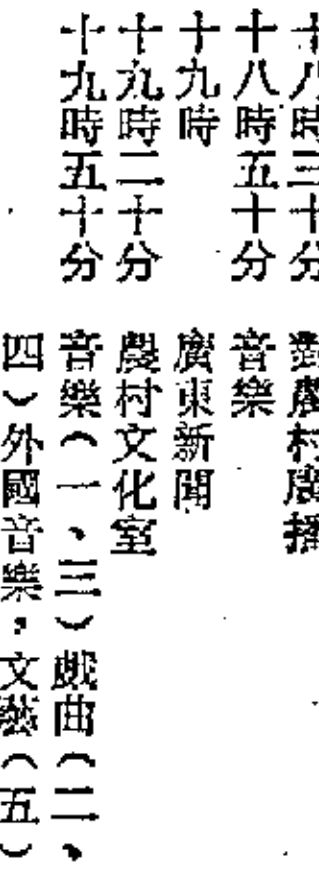 十八時三十分　對農村廣播
十八時五十分　音樂
十九時　廣東新聞
十九時二十分　農村文化室
十九時五十分　音樂（一、三）戲曲（二、
四）外國音樂，文藝（五）